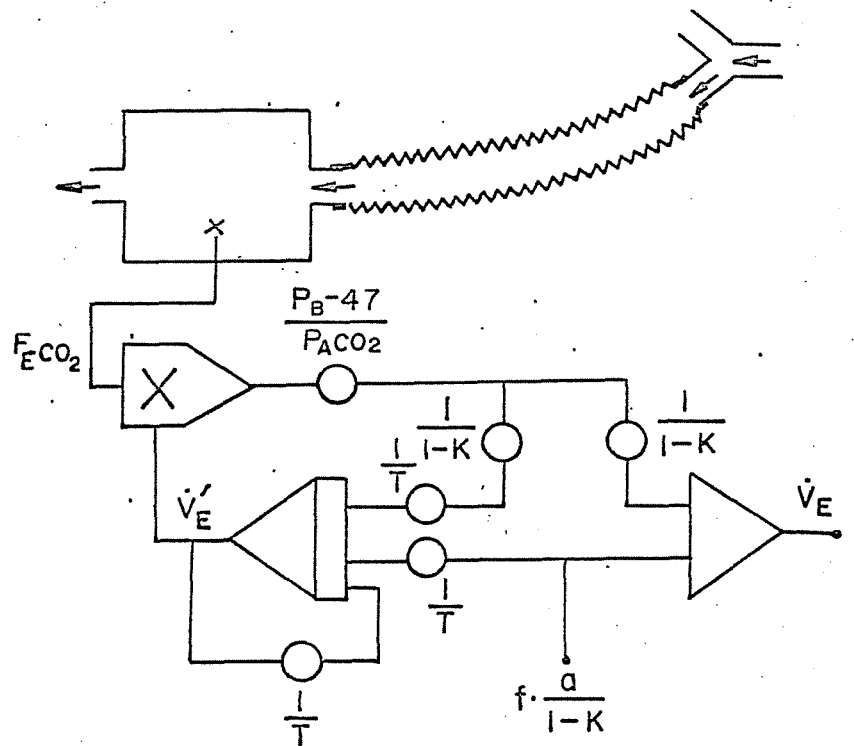 P_B-47
P_ACO₂
F_ECO₂
X
1
1-K
1
1-K
1
T
V̇_E'
V̇_E
1
T
f· a
1-K
1
T